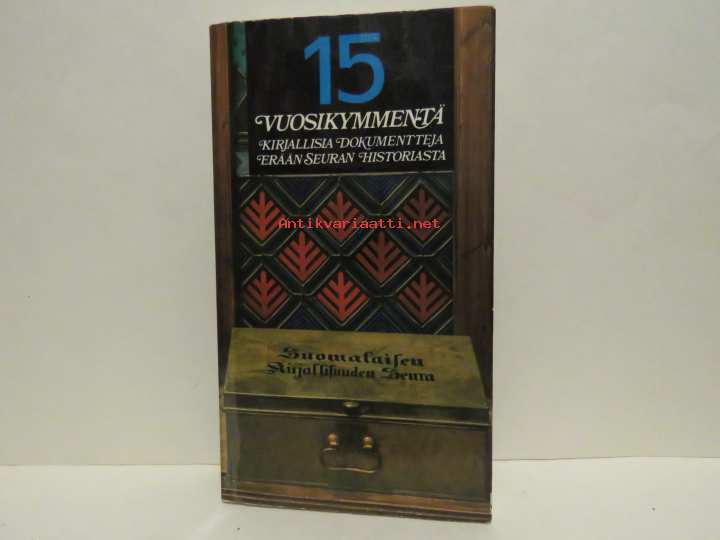 15
VUOSIKYMMENTÄ
KIRJALLISIA DOKUMENTTEJA
ERÄÄN SEURAN HISTORIASTA
Antikvariaatti.net
Suomalaisen
Kirjallisuuden Seura